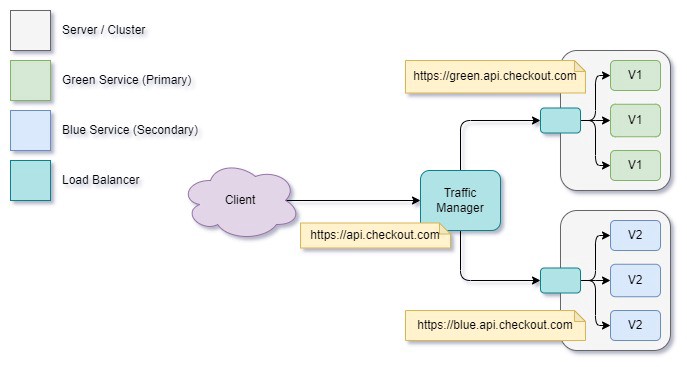 Server / Cluster
Green Service (Primary)
Blue Service (Secondary)
Load Balancer
Client
https://api.checkout.com
Traffic
Manager
https://green.api.checkout.com
V1
V1
V1
V2
V2
V2
https://blue.api.checkout.com